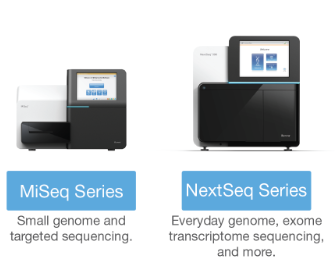 MiSeq Series
Small genome and
targeted sequencing.
NextSeq Series
Everyday genome, exome
transcriptome sequencing,
and more.